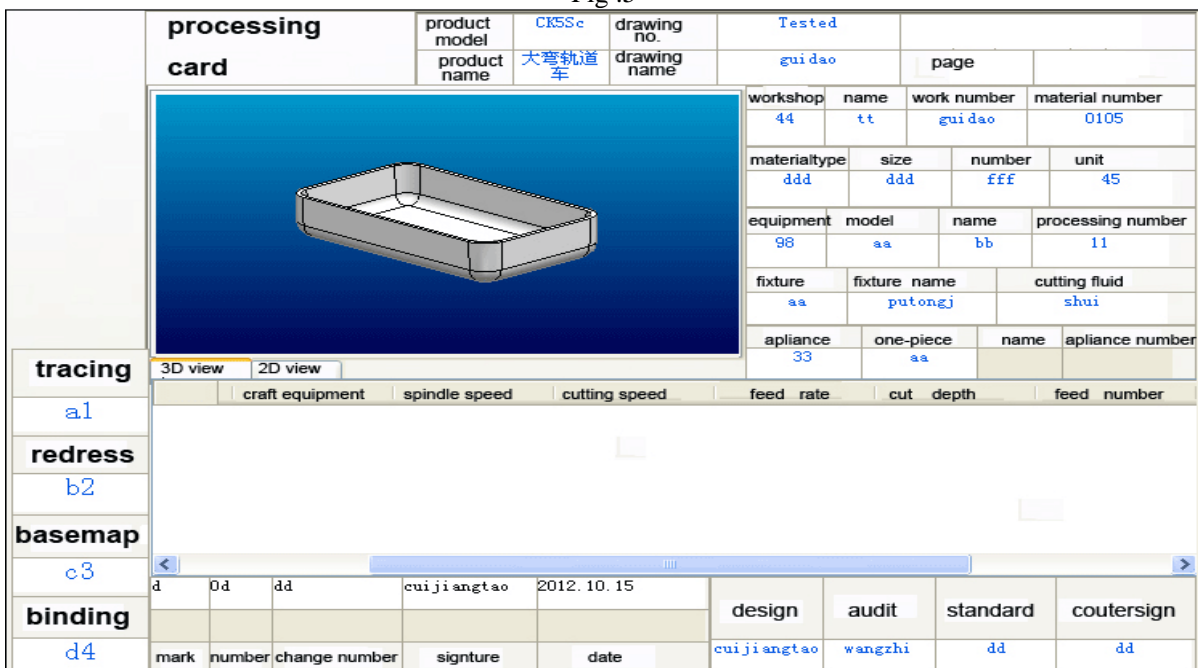 Fig .3
processing card
product model CK5Sc drawing no. Tested
product name 大弯轨道车 drawing name guidao page
workshop name work number material number
44 tt guidao 0105
materialtype size number unit
ddd ddd fff 45
equipment model name processing number
98 aa bb 11
fixture fixture name cutting fluid
aa putongj shui
apliance one-piece name apliance number
33 aa
3D view 2D view
craft equipment spindle speed cutting speed feed rate cut depth feed number
tracing
a1
redress
b2
basemap
c3
binding
d4
d 0d dd cuijiangtao 2012.10.15
mark number change number signture date
design audit standard coutersign
cuijiangtao wangzhi dd dd